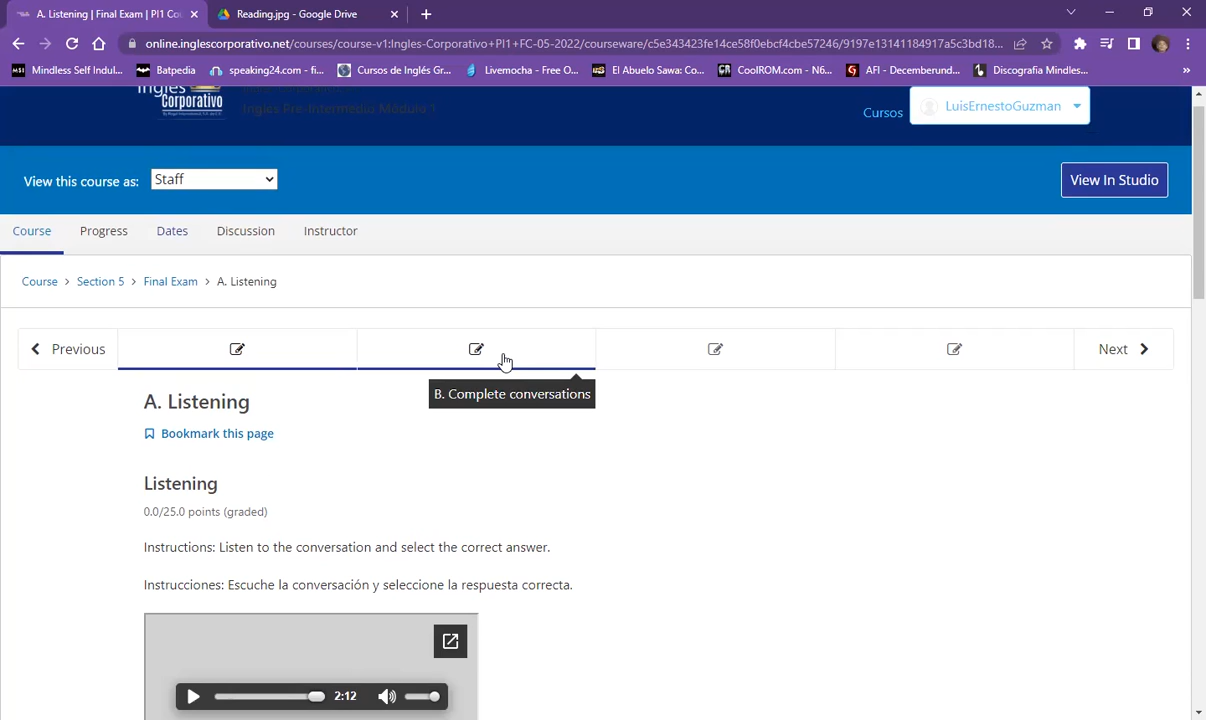 A. Listening | Final Exam | PI1 Co
Reading.jpg - Google Drive
online.inglescorporativo.net/courses/course-v1:Ingles-Corporativo+PI1+FC-05-2022/courseware/c5e343423fe14ce58f0ebcf4cbe57246/9197e13141184917a5c3bd18...
Mindless Self Indul...
Batpedia
speaking24.com - fi...
Cursos de Inglés Gr...
Livemocha - Free O...
El Abuelo Sawa: Co...
CoolROM.com - N6...
AFI - Decemberund...
Discografia Mindles...
»
Corporativo
Ingles Pre-Intermedio Módulo 1
Cursos
LuisErnestoGuzman
View this course as:
Staff
View In Studio
Course
Progress
Dates
Discussion
Instructor
Course > Section 5 > Final Exam > A. Listening
Previous
Next
B. Complete conversations
A. Listening
Bookmark this page
Listening
0.0/25.0 points (graded)
Instructions: Listen to the conversation and select the correct answer.
Instrucciones: Escuche la conversación y seleccione la respuesta correcta.
2:12